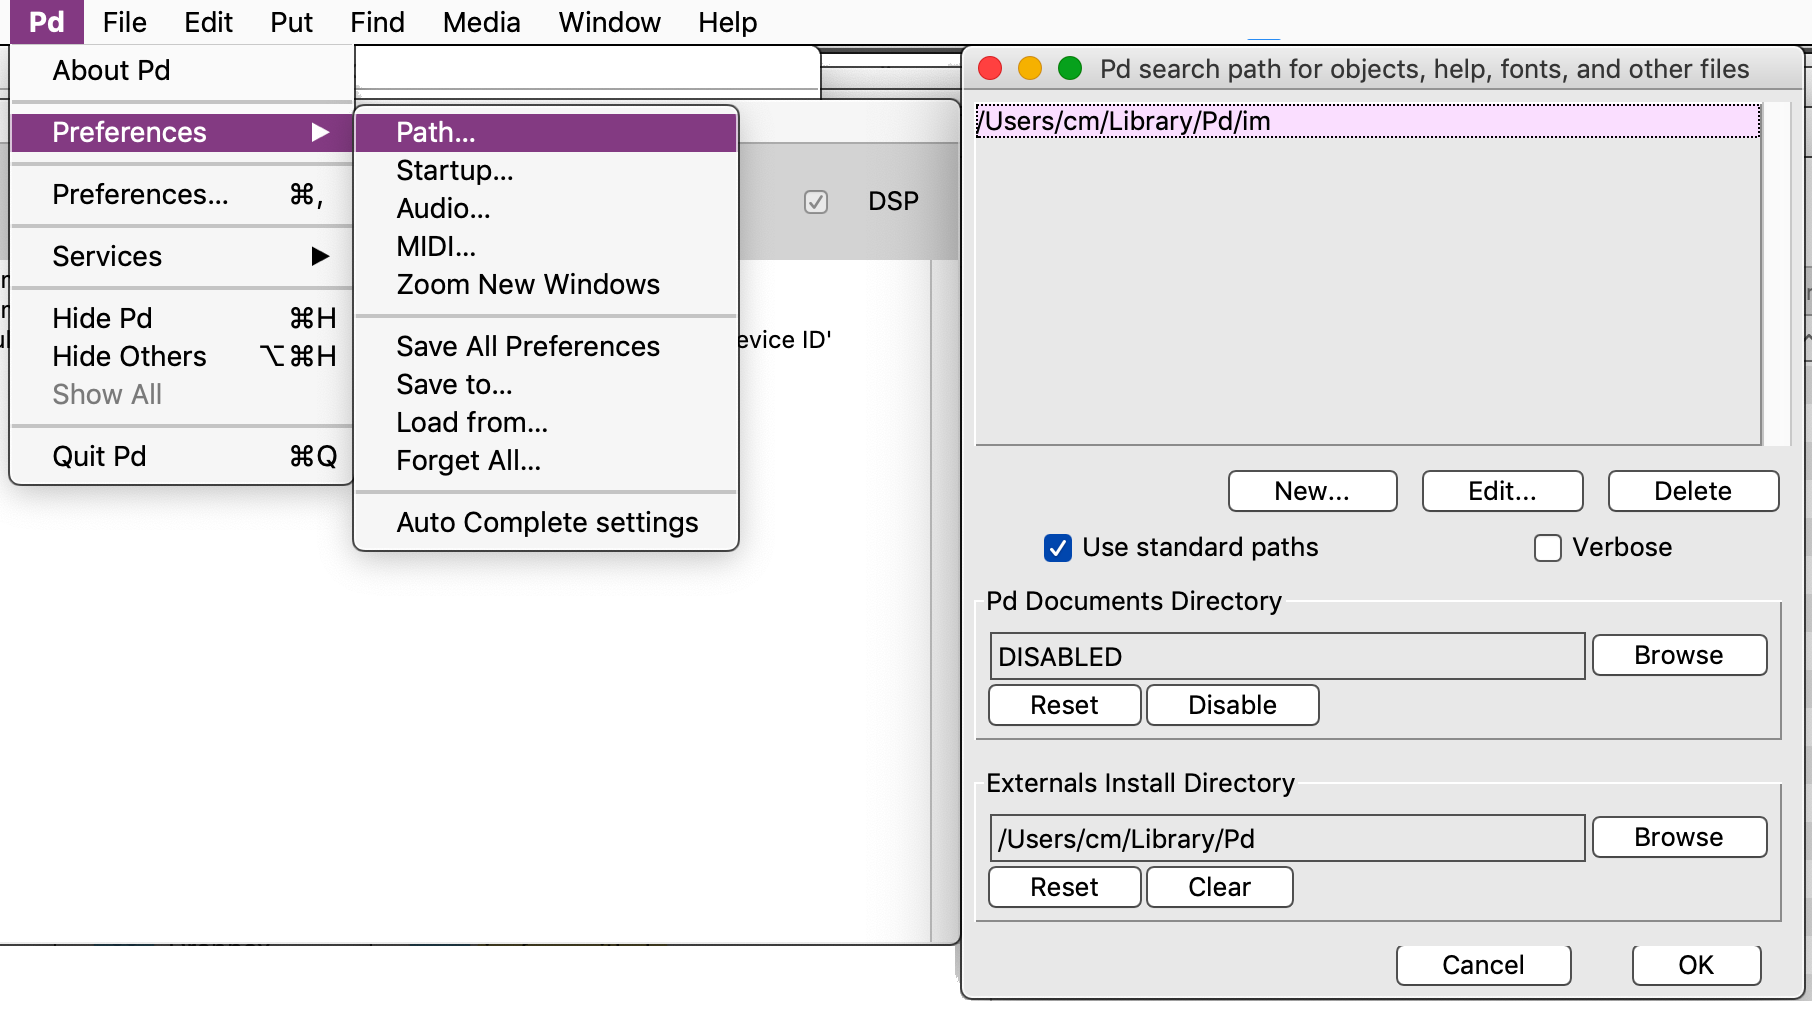 Pd File Edit Put Find Media Window Help
About Pd
Preferences ▶
Preferences... ⌘,
Services ▶
Hide Pd ⌘H
Hide Others ⌥⌘H
Show All
Quit Pd ⌘Q
Path...
Startup...
Audio...
MIDI...
Zoom New Windows
Save All Preferences
Save to...
Load from...
Forget All...
Auto Complete settings
DSP
evice ID'
Pd search path for objects, help, fonts, and other files
/Users/cm/Library/Pd/im
New... Edit... Delete
Use standard paths Verbose
Pd Documents Directory
DISABLED Browse
Reset Disable
Externals Install Directory
/Users/cm/Library/Pd Browse
Reset Clear
Cancel OK